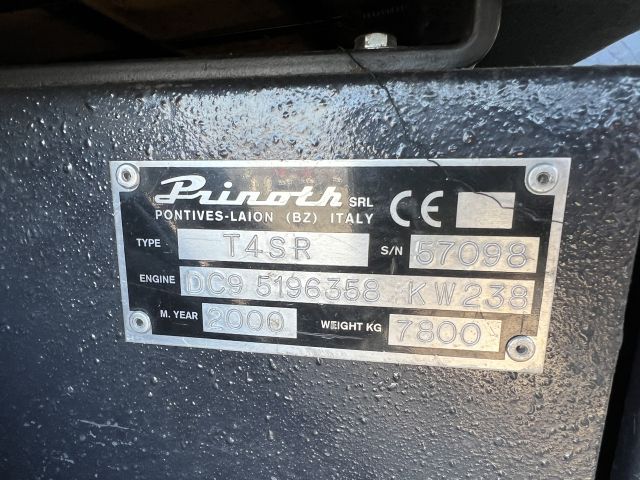 Prinoth SRL CE
PONTIVES-LAION (BZ) ITALY
TYPE T4SR S/N 57098
ENGINE DC9 5196358 KW238
M. YEAR 2000 WEIGHT KG 7800